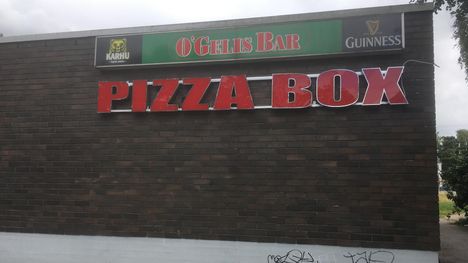 KARHU
O'GELIS BAR
GUINNESS
PIZZA BOX